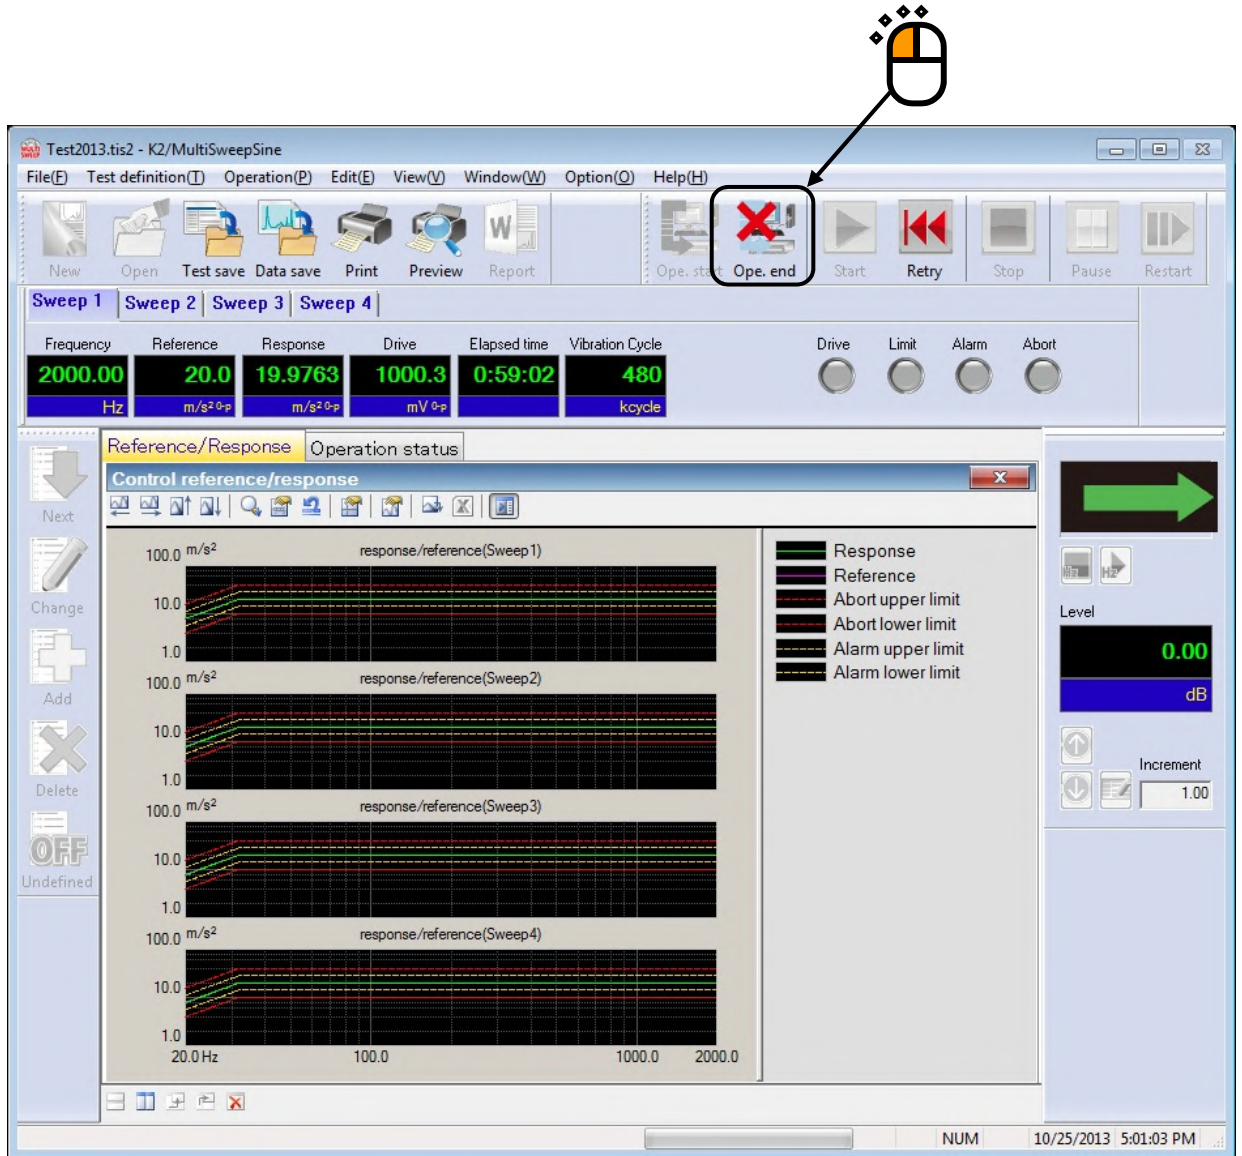 Test2013.tis2 - K2/MultiSweepSine
File(F) Test definition(T) Operation(P) Edit(E) View(V) Window(W) Option(O) Help(H)
New Open Test save Data save Print Preview Report Ope. start Ope. end Start Retry Stop Pause Restart
Sweep 1 Sweep 2 Sweep 3 Sweep 4
Frequency Reference Response Drive Elapsed time Vibration Cycle Drive Limit Alarm Abort
2000.00 20.0 19.9763 1000.3 0:59:02 480
Hz m/s² 0-p m/s² 0-p mV 0-p kcycle
Reference/Response Operation status
Control reference/response
Next
Change
Add
Delete
OFF
Undefined
100.0 m/s² response/reference(Sweep1)
10.0
1.0
100.0 m/s² response/reference(Sweep2)
10.0
1.0
100.0 m/s² response/reference(Sweep3)
10.0
1.0
100.0 m/s² response/reference(Sweep4)
10.0
1.0
20.0 Hz 100.0 1000.0 2000.0
Response
Reference
Abort upper limit
Abort lower limit
Alarm upper limit
Alarm lower limit
Level
0.00
dB
Increment
1.00
NUM 10/25/2013 5:01:03 PM